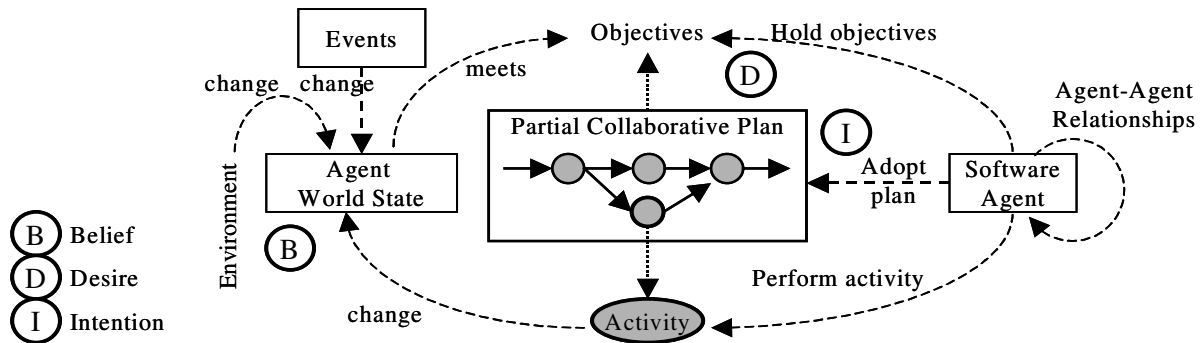 Events
Objectives
Hold objectives
change
change
meets
D
Agent-Agent
Relationships
Partial Collaborative Plan
I
Agent
World State
Adopt
plan
Software
Agent
Environment
B
B Belief
D Desire
I Intention
Perform activity
change
Activity